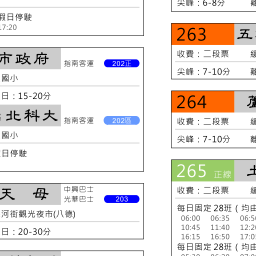 假日停駛
17:20
市政府 指南客運 202正
國小
日：15-20分
北科大 指南客運 202區
國小
日停駛
天 母 中興巴士
光華巴士 203
河街觀光夜市(八德)
日：20-30分
尖峰：6-8分
263 五
收費：二段票
尖峰：7-10分
264
收費：二段票
尖峰：7-10分
265 正線
收費：二段票
每日固定 28班（均由
06:00 06:35 06:5
10:45 11:40 12:2
16:15 16:50 17:0
每日固定 28班（均由